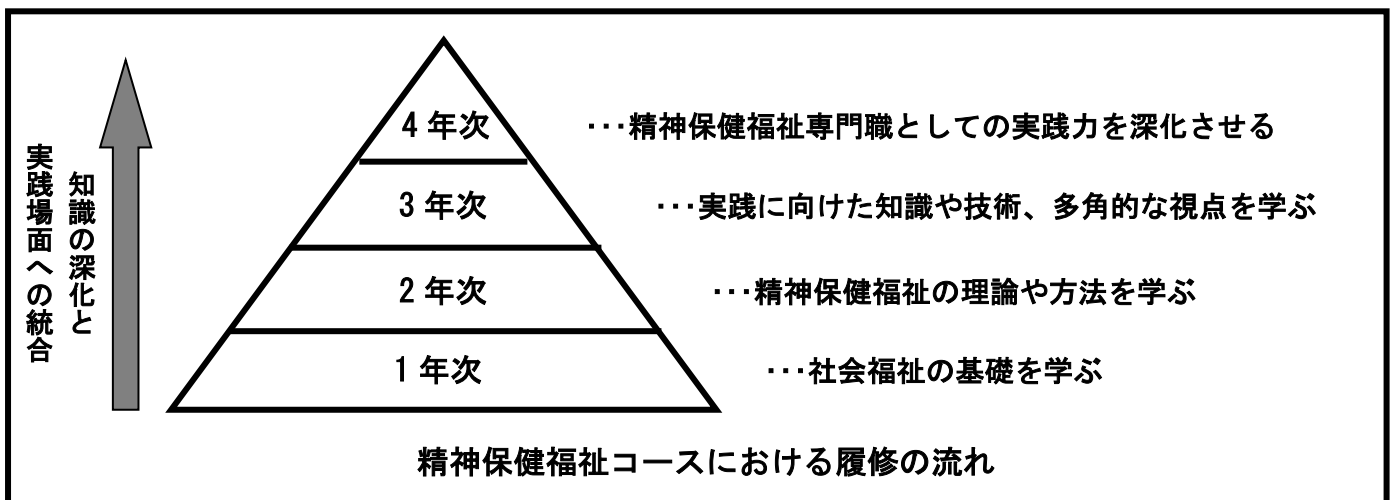 4年次
･･･精神保健福祉専門職としての実践力を深化させる
3年次
･･･実践に向けた知識や技術、多角的な視点を学ぶ
2年次
･･･精神保健福祉の理論や方法を学ぶ
1年次
･･･社会福祉の基礎を学ぶ
知識の深化と
実践場面への統合
精神保健福祉コースにおける履修の流れ